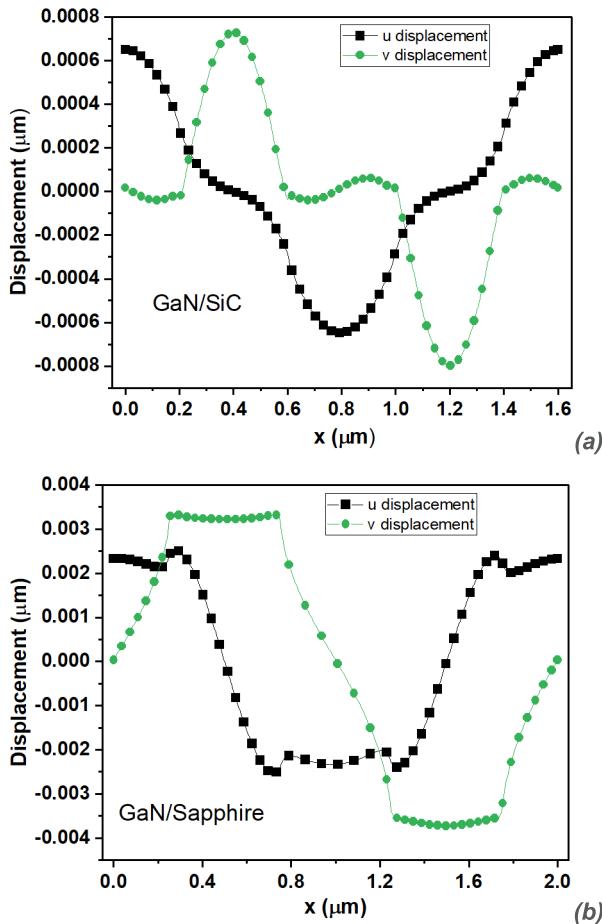 0.0008
0.0006
0.0004
0.0002
0.0000
-0.0002
-0.0004
-0.0006
-0.0008
Displacement (μm)
u displacement
v displacement
GaN/SiC
0.0 0.2 0.4 0.6 0.8 1.0 1.2 1.4 1.6
x (μm)
(a)
0.004
0.003
0.002
0.001
0.000
-0.001
-0.002
-0.003
-0.004
Displacement (μm)
u displacement
v displacement
GaN/Sapphire
0.0 0.4 0.8 1.2 1.6 2.0
x (μm)
(b)